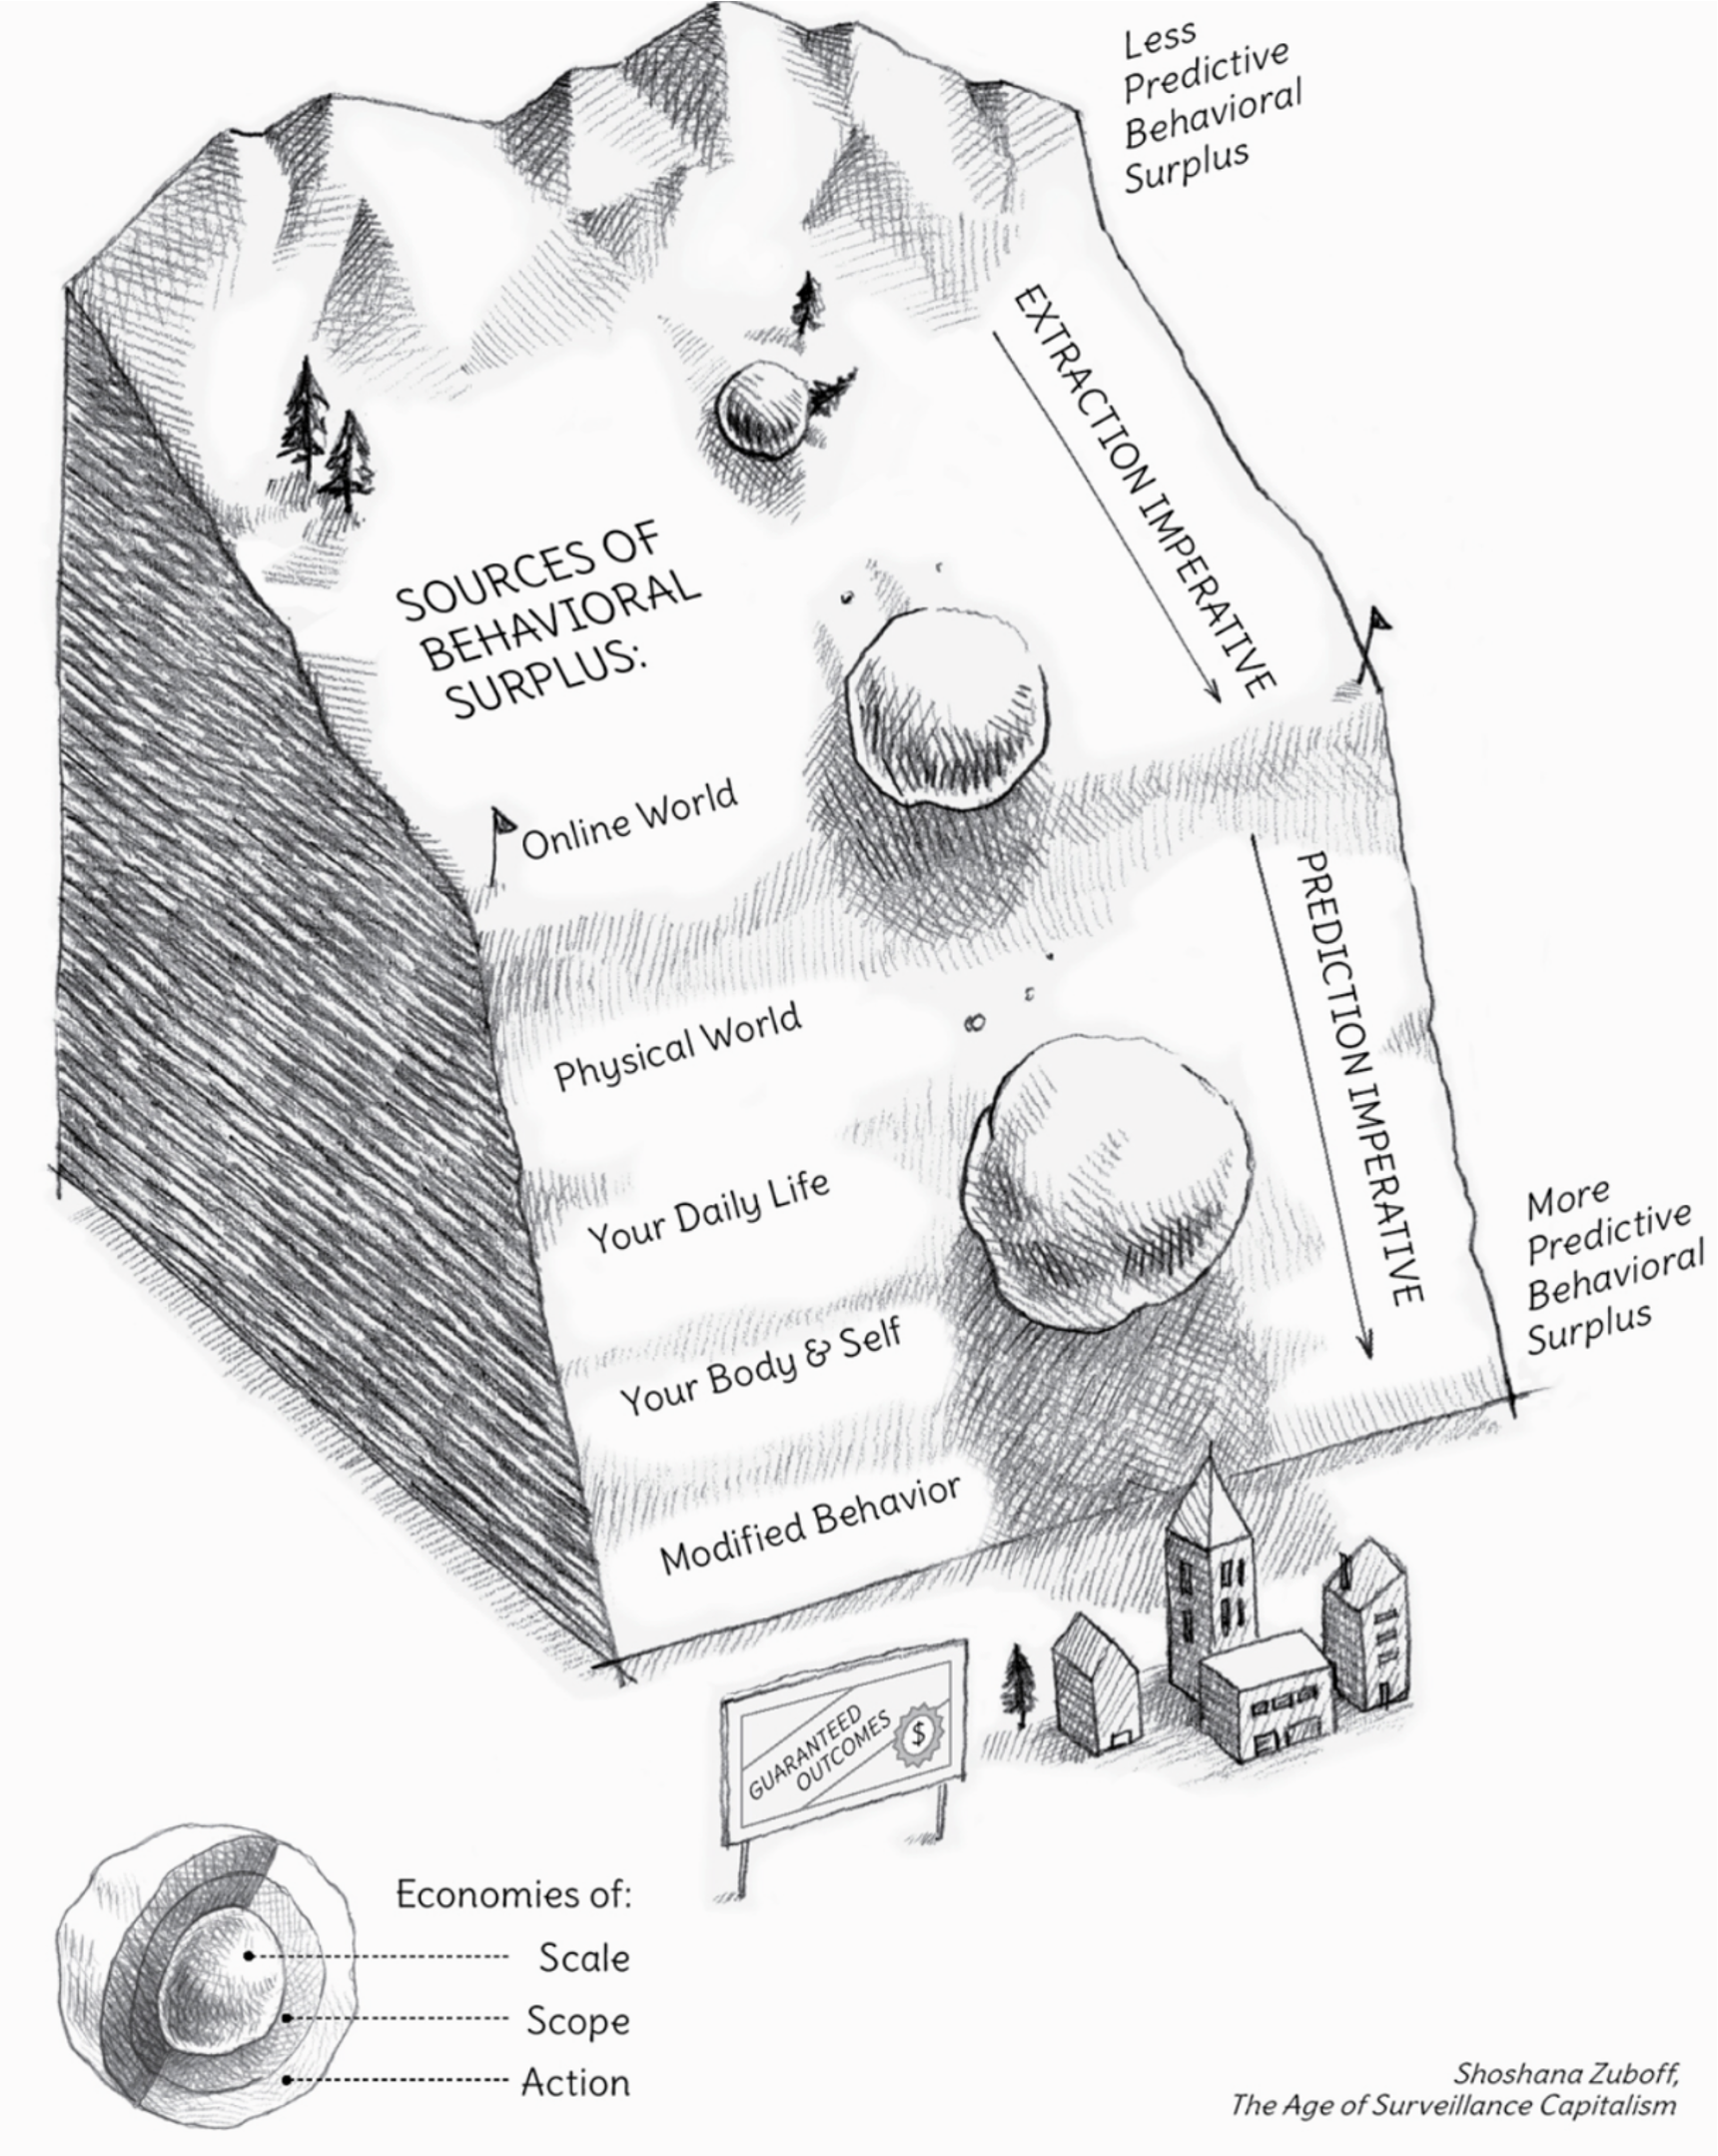 Less
Predictive
Behavioral
Surplus
EXTRACTION IMPERATIVE
SOURCES OF
BEHAVIORAL
SURPLUS:
Online World
PREDICTION IMPERATIVE
Physical World
Your Daily Life
More
Predictive
Behavioral
Surplus
Your Body & Self
Modified Behavior
GUARANTEED
OUTCOMES
$
Economies of:
Scale
Scope
Action
Shoshana Zuboff,
The Age of Surveillance Capitalism